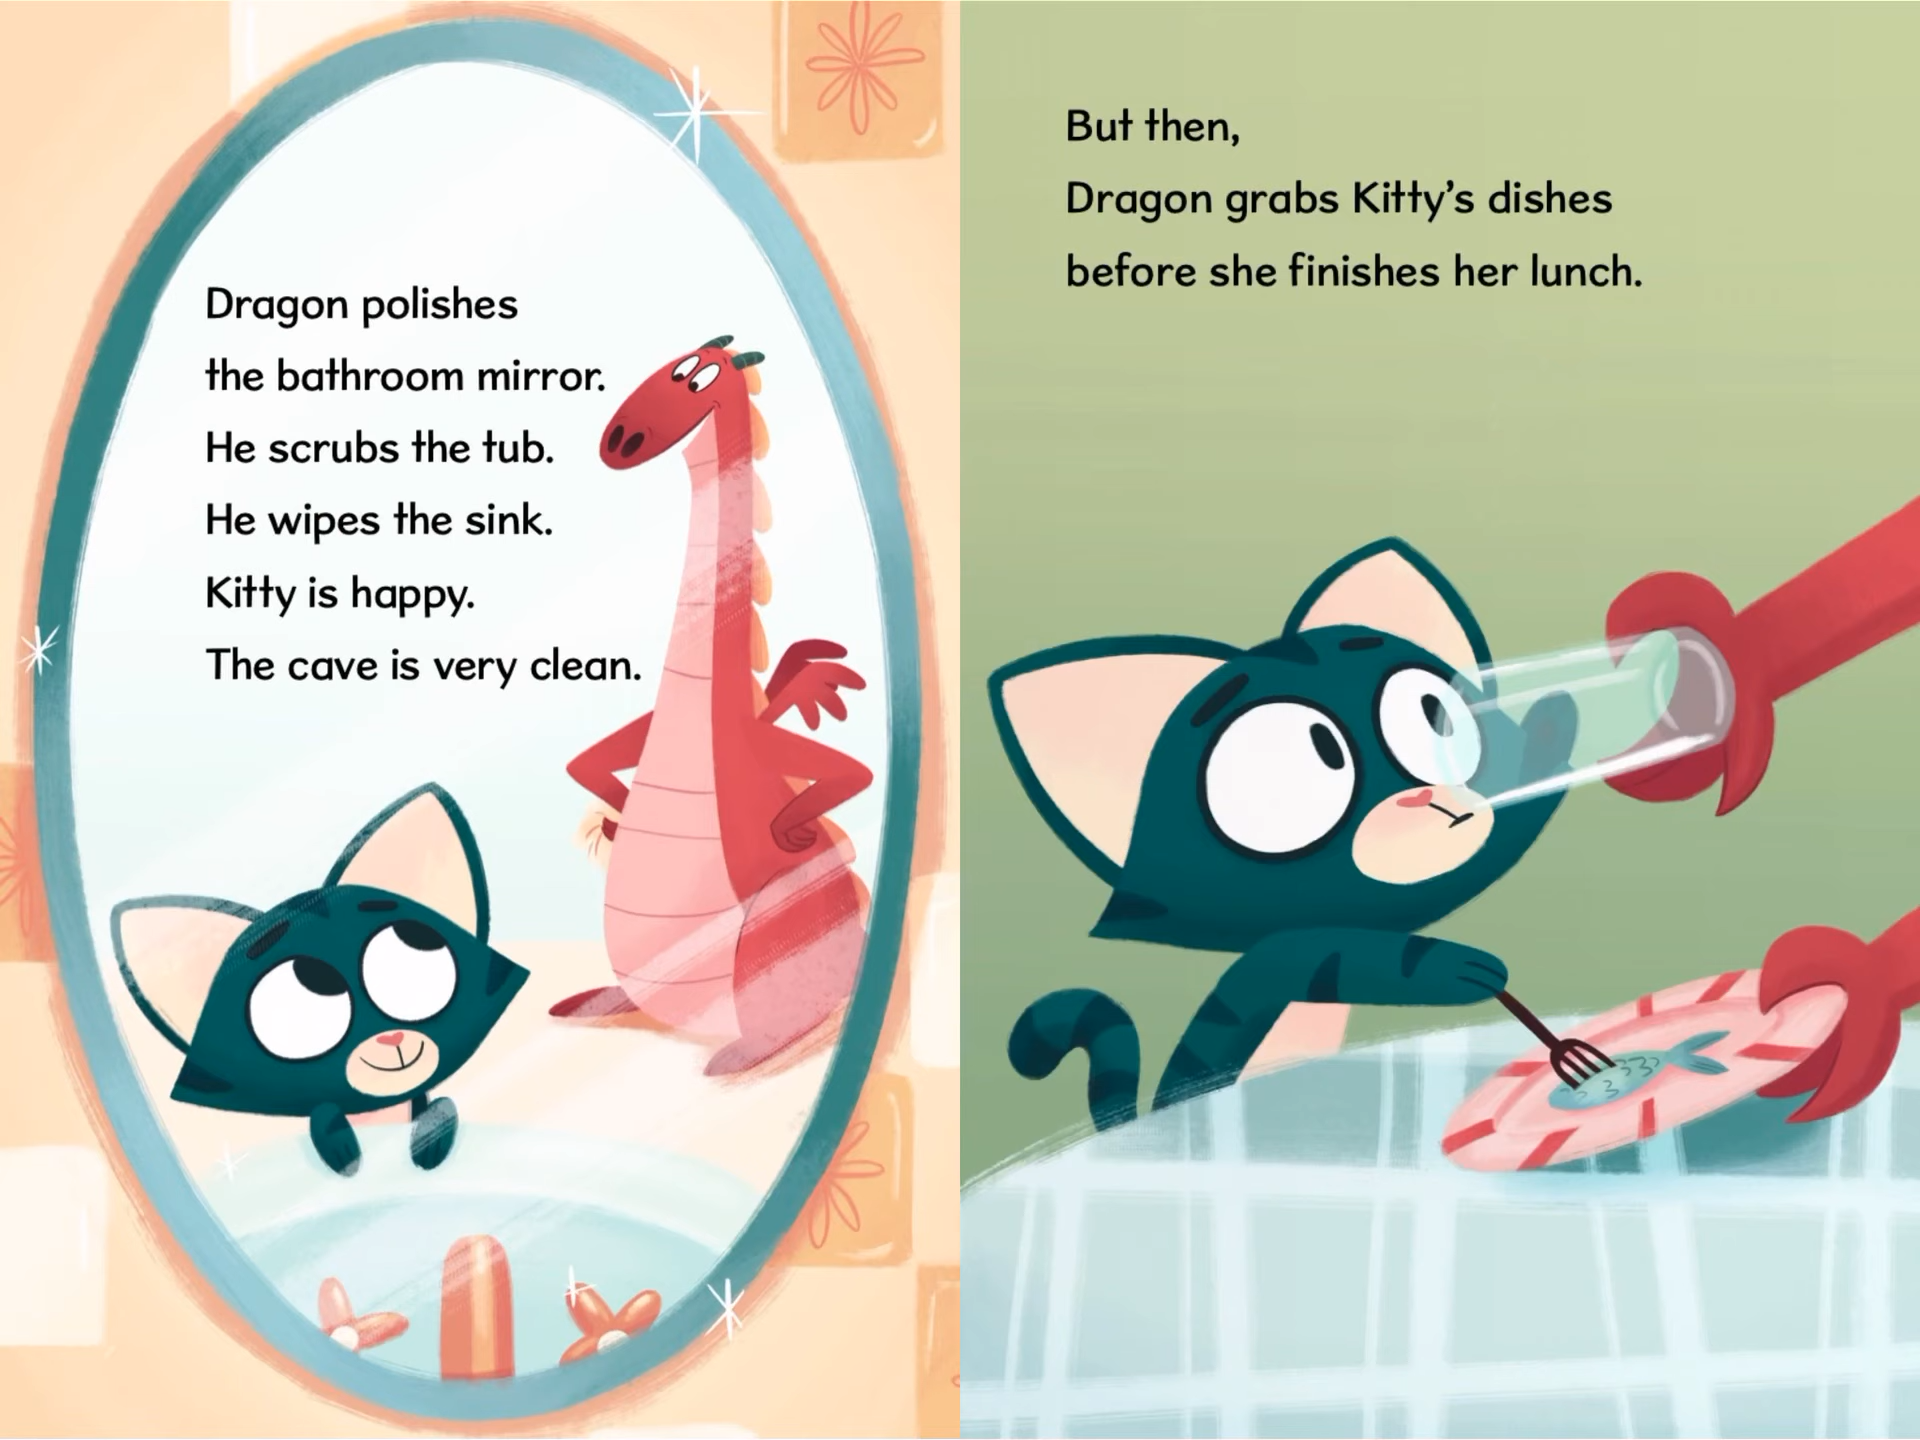 Dragon polishes
the bathroom mirror.
He scrubs the tub.
He wipes the sink.
Kitty is happy.
The cave is very clean.
But then,
Dragon grabs Kitty’s dishes
before she finishes her lunch.